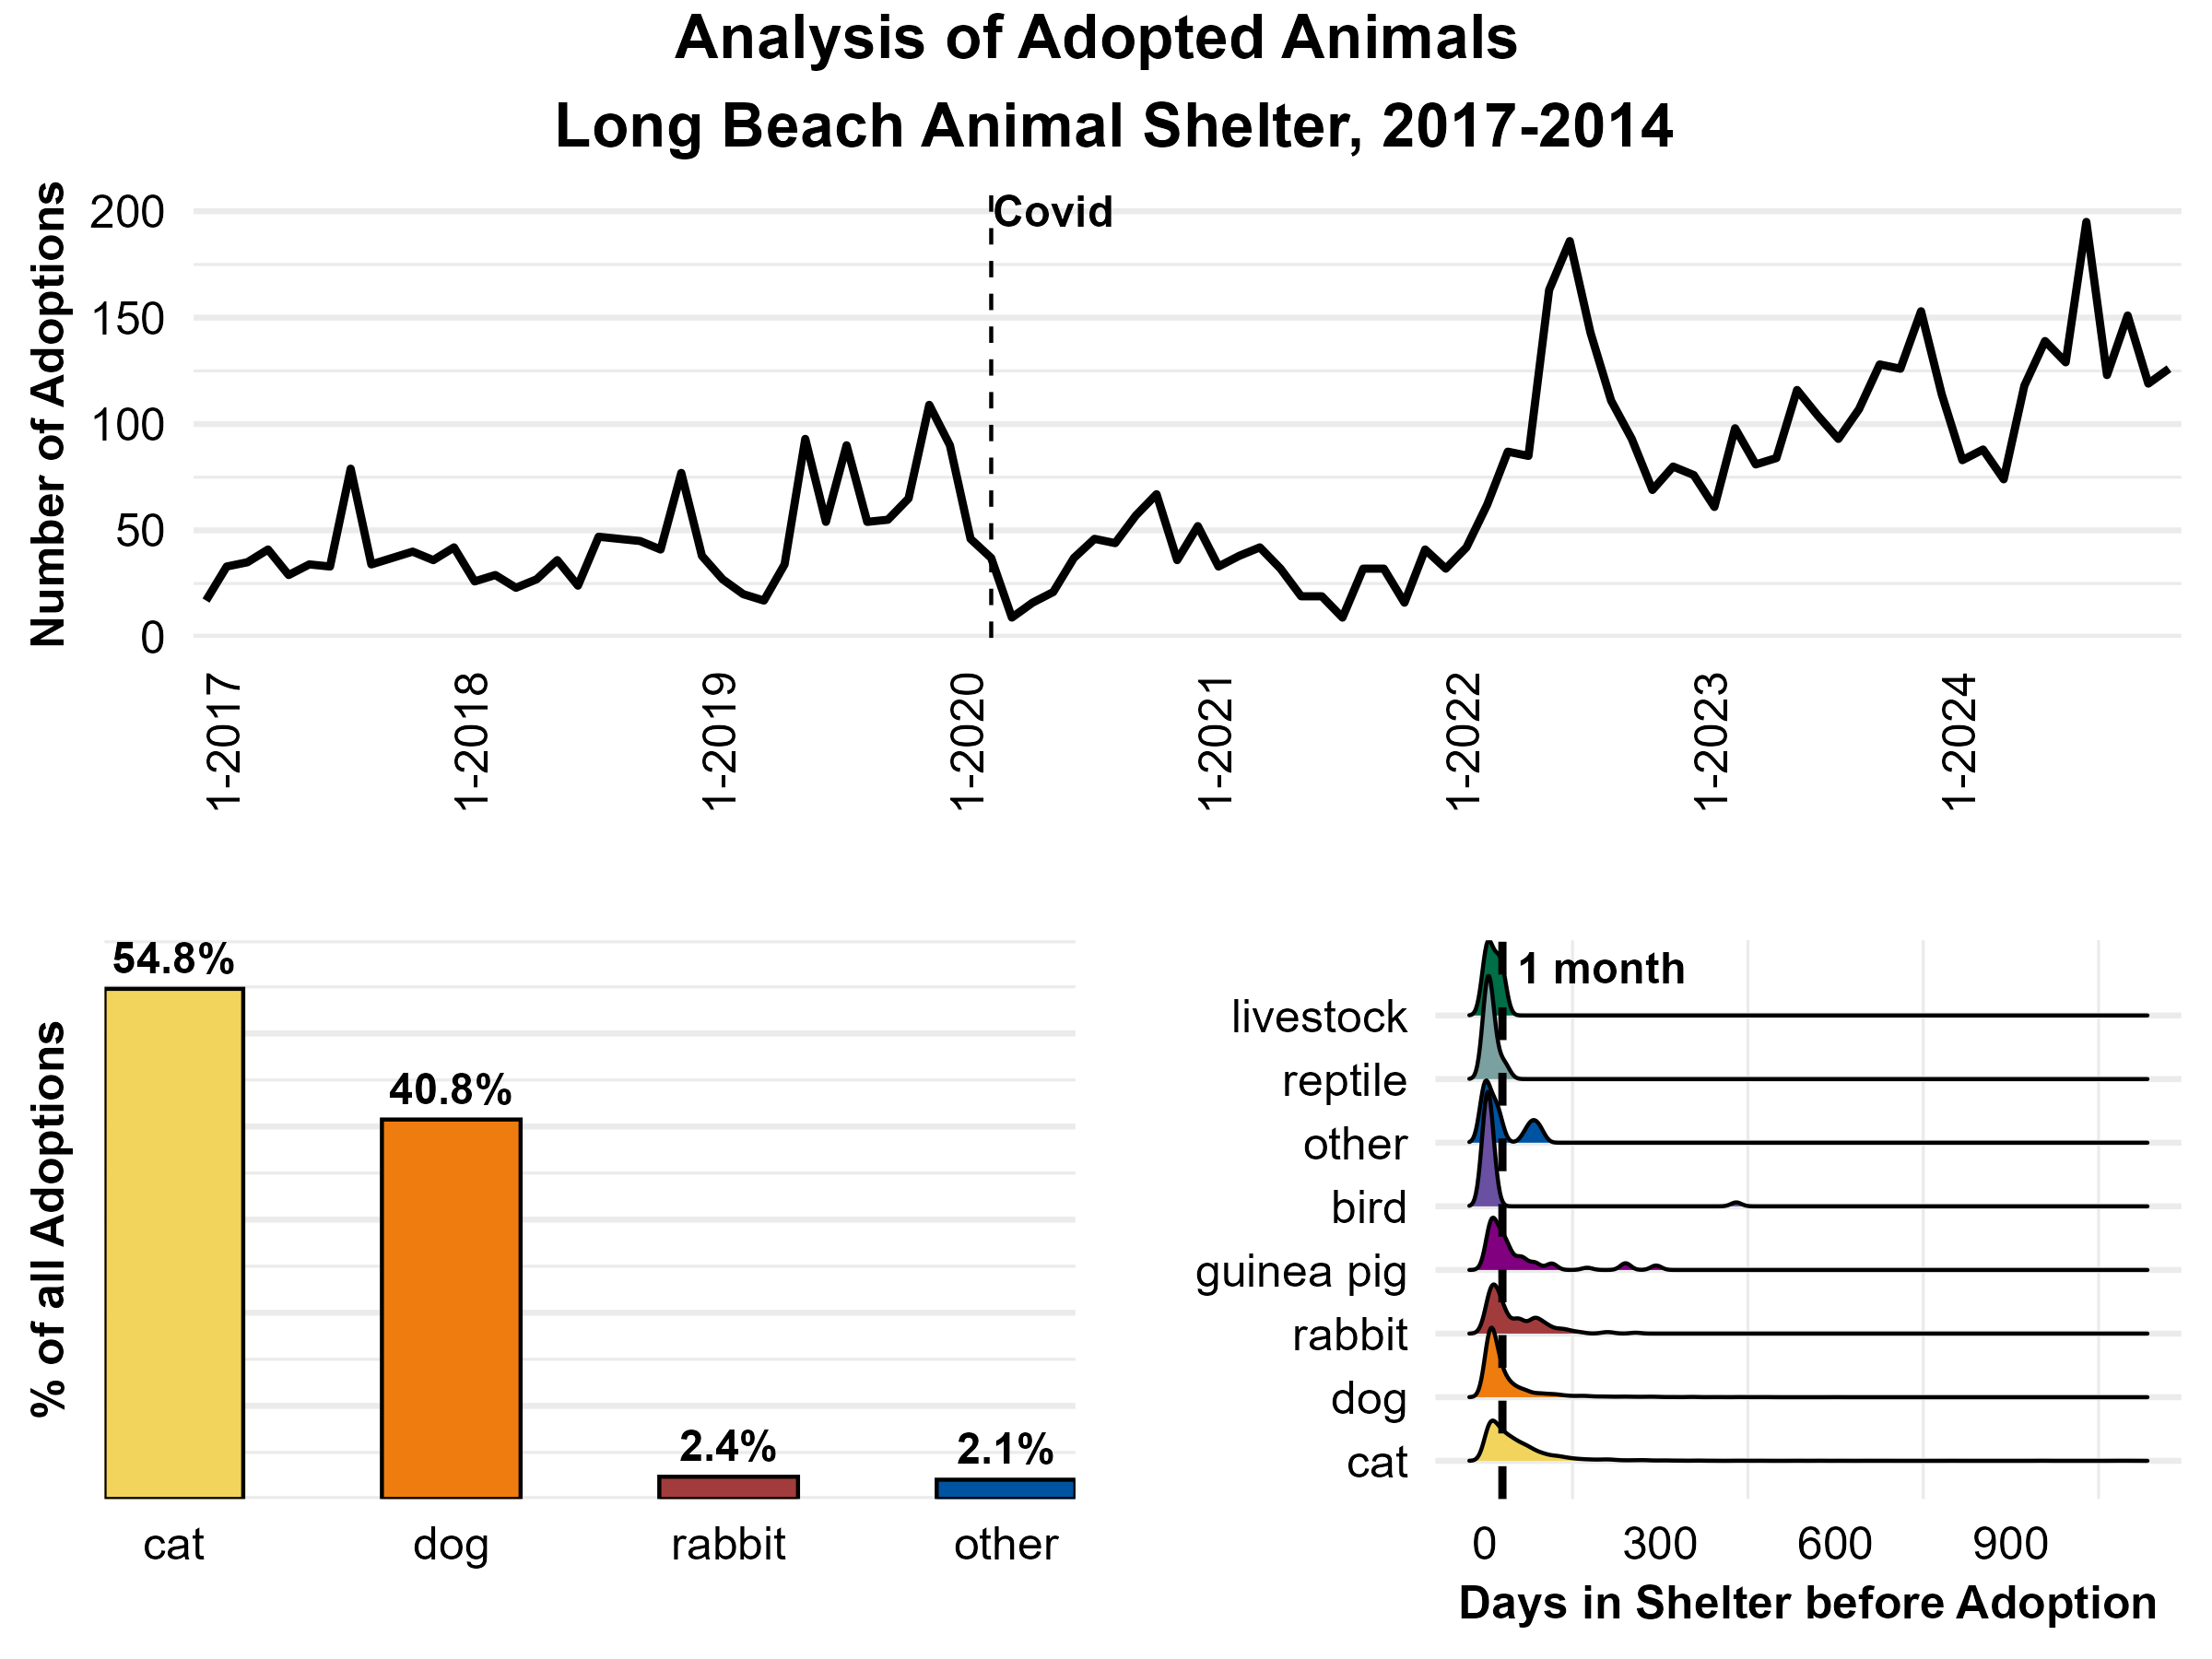 Analysis of Adopted Animals
Long Beach Animal Shelter, 2017-2014
Number of Adoptions
200
150
100
50
0
Covid
1-2017
1-2018
1-2019
1-2020
1-2021
1-2022
1-2023
1-2024
% of all Adoptions
54.8%
40.8%
2.4%
2.1%
cat
dog
rabbit
other
1 month
livestock
reptile
other
bird
guinea pig
rabbit
dog
cat
0
300
600
900
Days in Shelter before Adoption